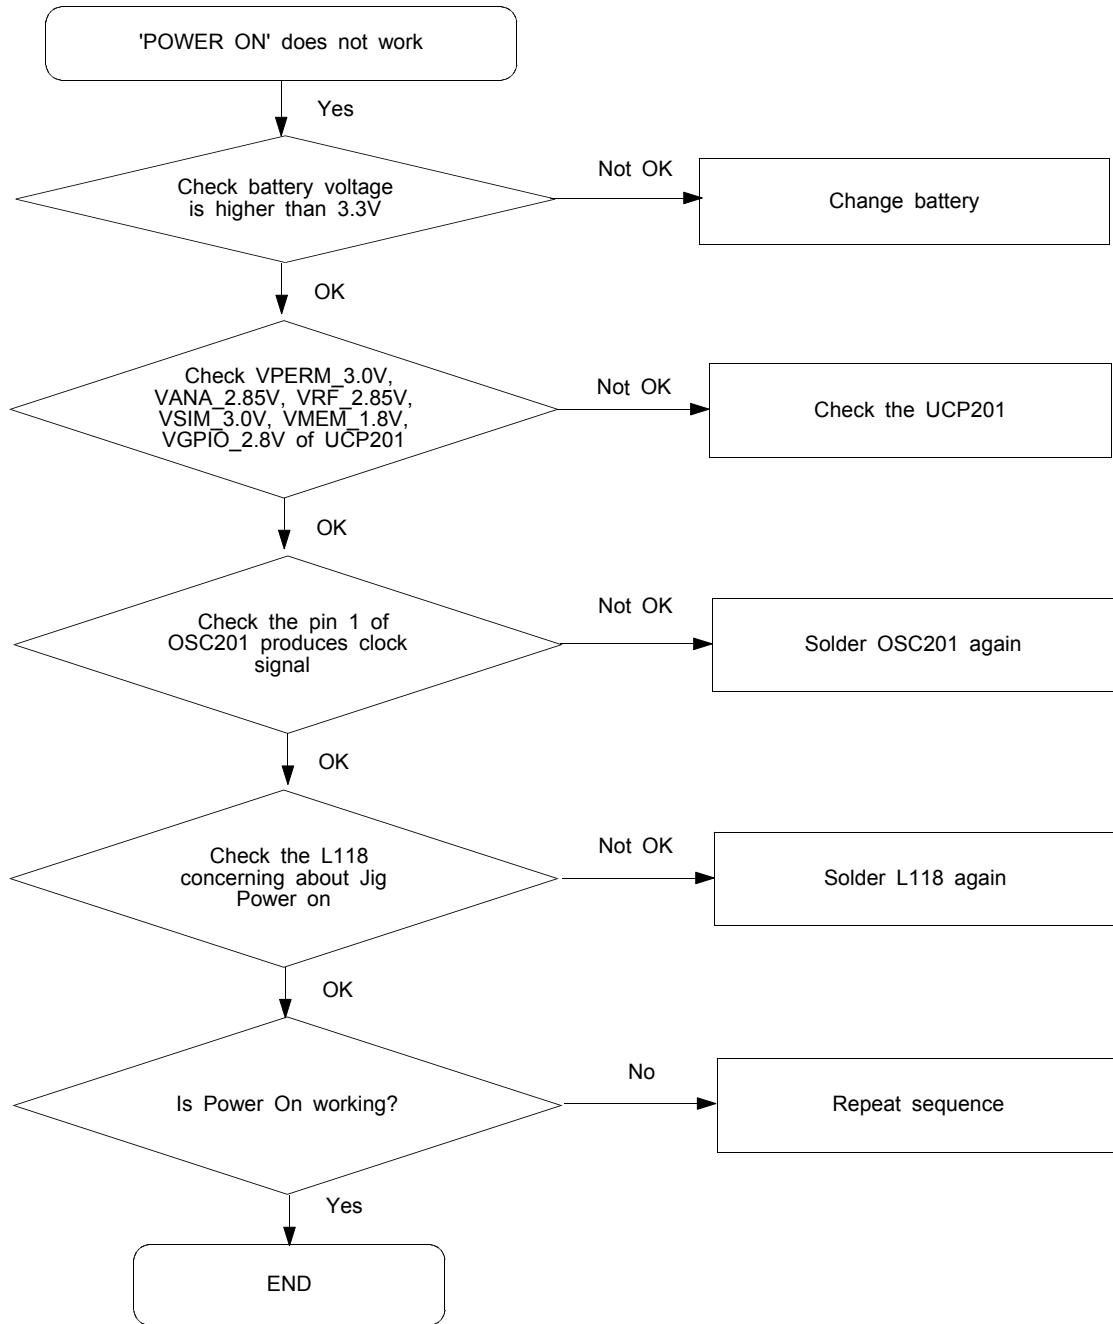 'POWER ON' does not work
Yes
Check battery voltage
is higher than 3.3V
Not OK
Change battery
OK
Check VPERM_3.0V,
VANA_2.85V, VRF_2.85V,
VSIM_3.0V, VMEM_1.8V,
VGPIO_2.8V of UCP201
Not OK
Check the UCP201
OK
Check the pin 1 of
OSC201 produces clock
signal
Not OK
Solder OSC201 again
OK
Check the L118
concerning about Jig
Power on
Not OK
Solder L118 again
OK
Is Power On working?
No
Repeat sequence
Yes
END